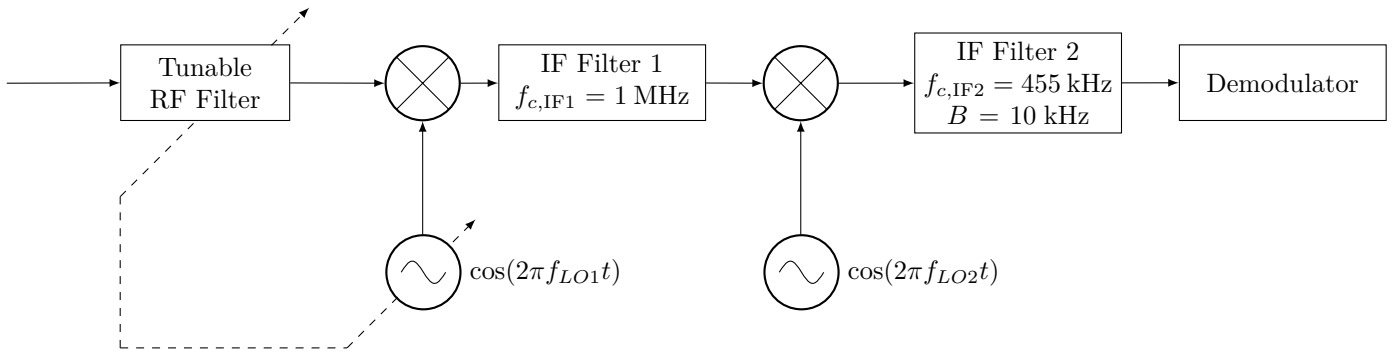 Tunable
RF Filter
IF Filter 1
f_{c,IF1} = 1 MHz
IF Filter 2
f_{c,IF2} = 455 kHz
B = 10 kHz
Demodulator
cos(2πf_{LO1}t)
cos(2πf_{LO2}t)